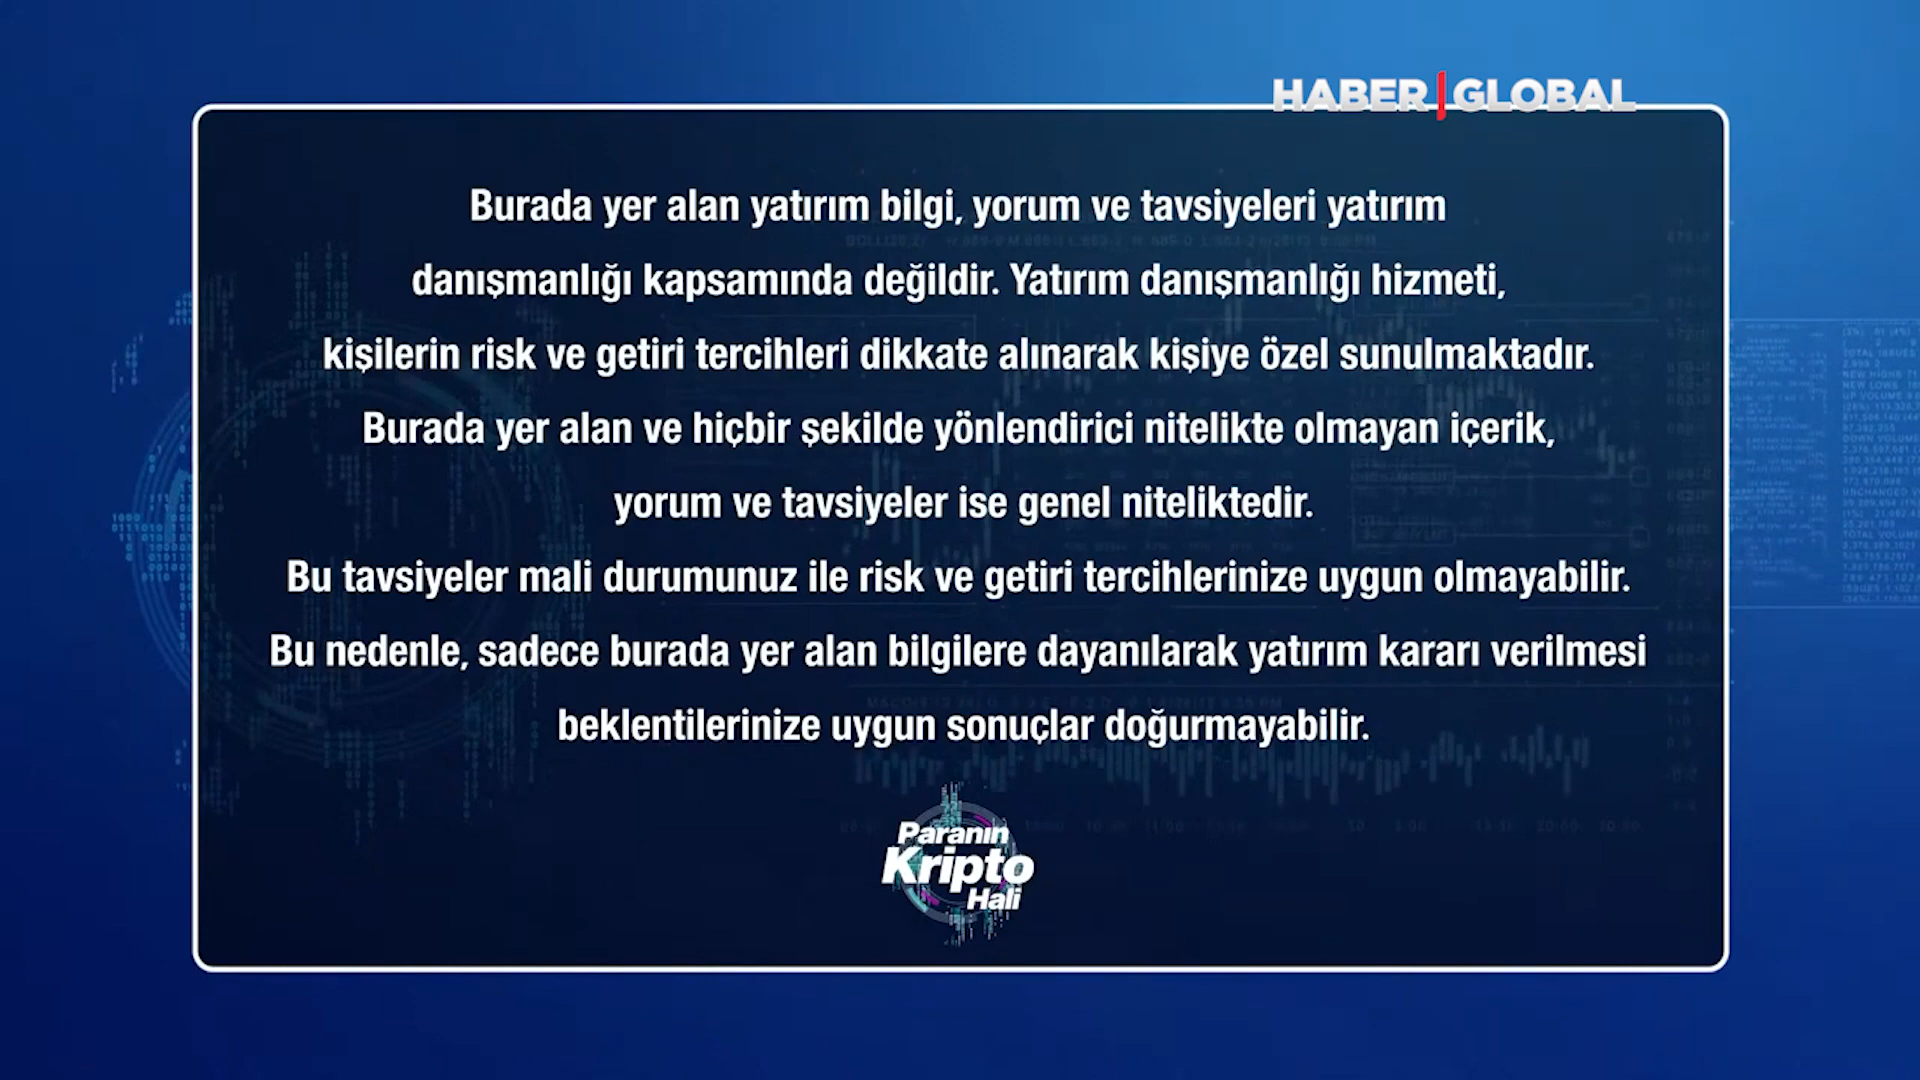 HABER GLOBAL
Burada yer alan yatırım bilgi, yorum ve tavsiyeleri yatırım
danışmanlığı kapsamında değildir. Yatırım danışmanlığı hizmeti,
kişilerin risk ve getiri tercihleri dikkate alınarak kişiye özel sunulmaktadır.
Burada yer alan ve hiçbir şekilde yönlendirici nitelikte olmayan içerik,
yorum ve tavsiyeler ise genel niteliktedir.
Bu tavsiyeler mali durumunuz ile risk ve getiri tercihlerinize uygun olmayabilir.
Bu nedenle, sadece burada yer alan bilgilere dayanılarak yatırım kararı verilmesi
beklentilerinize uygun sonuçlar doğurmayabilir.
Paranın
Kripto
Hali